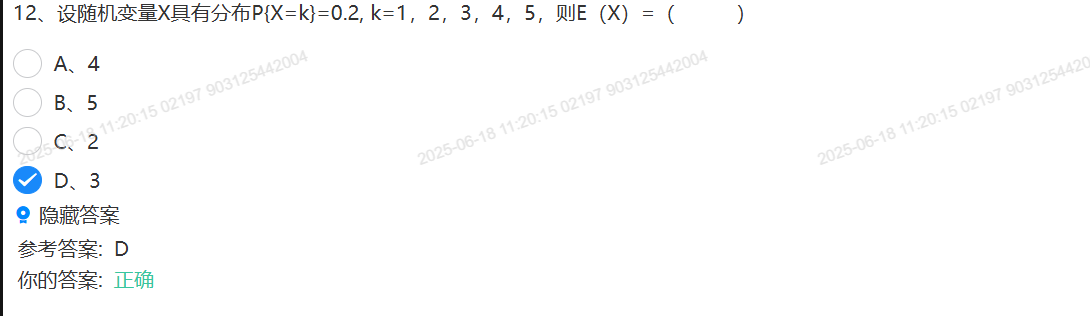 12、设随机变量X具有分布P{X=k}=0.2, k=1，2，3，4，5，则E（X）=（　　　）
A、4
B、5
C、2
D、3
隐藏答案
参考答案: D
你的答案: 正确
2025-06-18 11:20:15 02197 903125442004
2025-06-18 11:20:15 02197 903125442004
2025-06-18 11:20:15 02197 9031254420